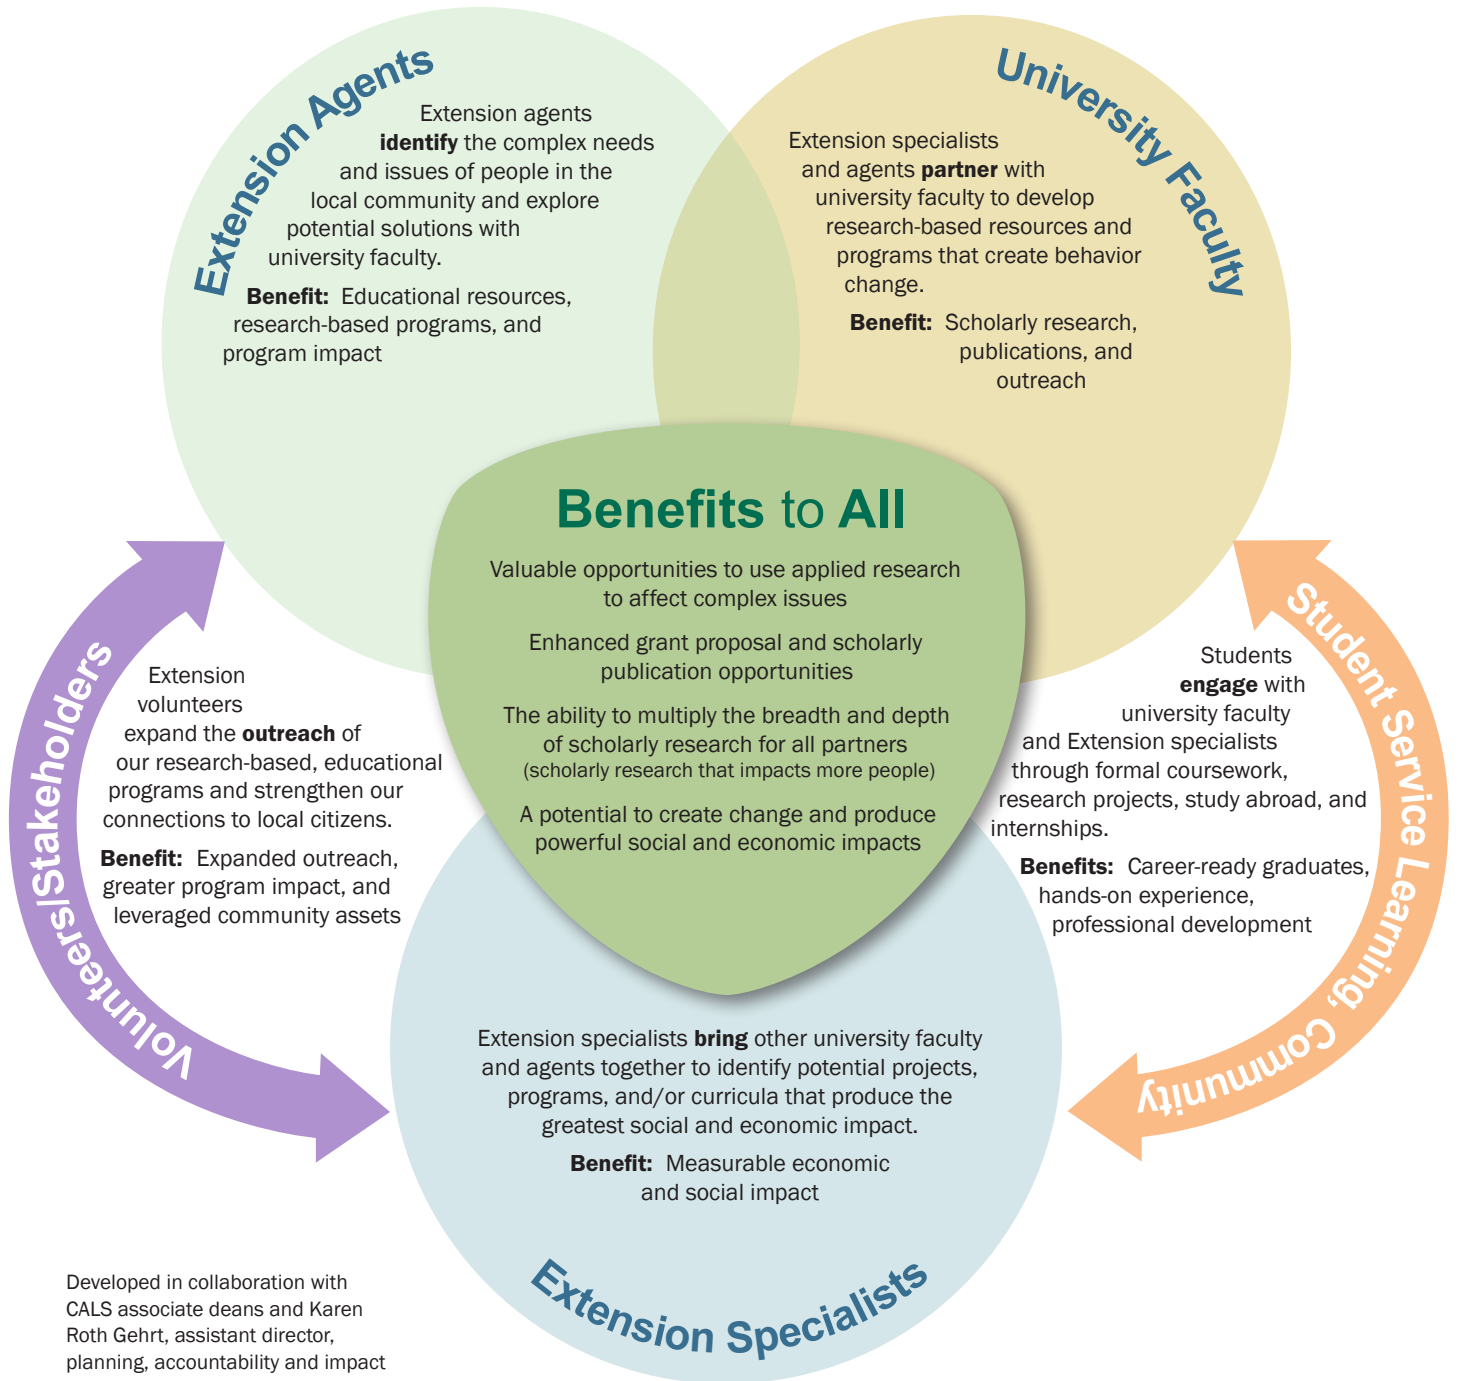 Extension Agents
Extension agents
identify the complex needs
and issues of people in the
local community and explore
potential solutions with
university faculty.
Benefit: Educational resources,
research-based programs, and
program impact
University Faculty
Extension specialists
and agents partner with
university faculty to develop
research-based resources and
programs that create behavior
change.
Benefit: Scholarly research,
publications, and
outreach
Benefits to All
Valuable opportunities to use applied research
to affect complex issues
Enhanced grant proposal and scholarly
publication opportunities
The ability to multiply the breadth and depth
of scholarly research for all partners
(scholarly research that impacts more people)
A potential to create change and produce
powerful social and economic impacts
Volunteers/Stakeholders
Extension
volunteers
expand the outreach of
our research-based, educational
programs and strengthen our
connections to local citizens.
Benefit: Expanded outreach,
greater program impact, and
leveraged community assets
Student Service Learning, Community
Students
engage with
university faculty
and Extension specialists
through formal coursework,
research projects, study abroad, and
internships.
Benefits: Career-ready graduates,
hands-on experience,
professional development
Extension specialists bring other university faculty
and agents together to identify potential projects,
programs, and/or curricula that produce the
greatest social and economic impact.
Benefit: Measurable economic
and social impact
Extension Specialists
Developed in collaboration with
CALS associate deans and Karen
Roth Gehrt, assistant director,
planning, accountability and impact